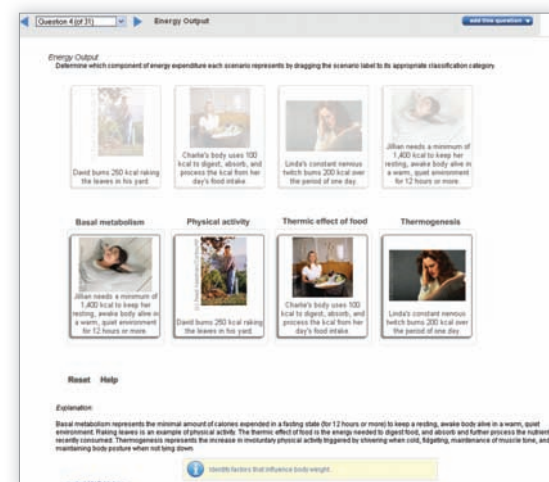 Question 4 (of 31)
Energy Output
add this question
Energy Output
Determine which component of energy expenditure each scenario represents by dragging the scenario label to its appropriate classification category.
David burns 260 kcal raking
the leaves in his yard
Charlie's body uses 100
kcal to digest, absorb, and
process the kcal from her
day's food intake
Linda's constant nervous
twitch burns 200 kcal over
the period of one day.
Jillian needs a minimum of
1,400 kcal to keep her
resting, awake body alive in
a warm, quiet environment
for 12 hours or more.
Basal metabolism
Physical activity
Thermic effect of food
Thermogenesis
Jillian needs a minimum of
1,400 kcal to keep her
resting, awake body alive in
a warm, quiet environment
for 12 hours or more.
David burns 260 kcal raking
the leaves in his yard.
Charlie's body uses 100
kcal to digest, absorb, and
process the kcal from her
day's food intake
Linda's constant nervous
twitch burns 200 kcal over
the period of one day.
Reset Help
Explanation:
Basal metabolism represents the minimal amount of calories expended in a fasting state (for 12 hours or more) to keep a resting, awake body alive in a warm, quiet
environment. Raking leaves is an example of physical activity. The thermic effect of food is the energy needed to digest food, and absorb and further process the nutrients
recently consumed. Thermogenesis represents the increase in involuntary physical activity triggered by shivering when cold, fidgeting, maintenance of muscle tone, and
maintaining body posture when not lying down.
Identify factors that influence body weight.